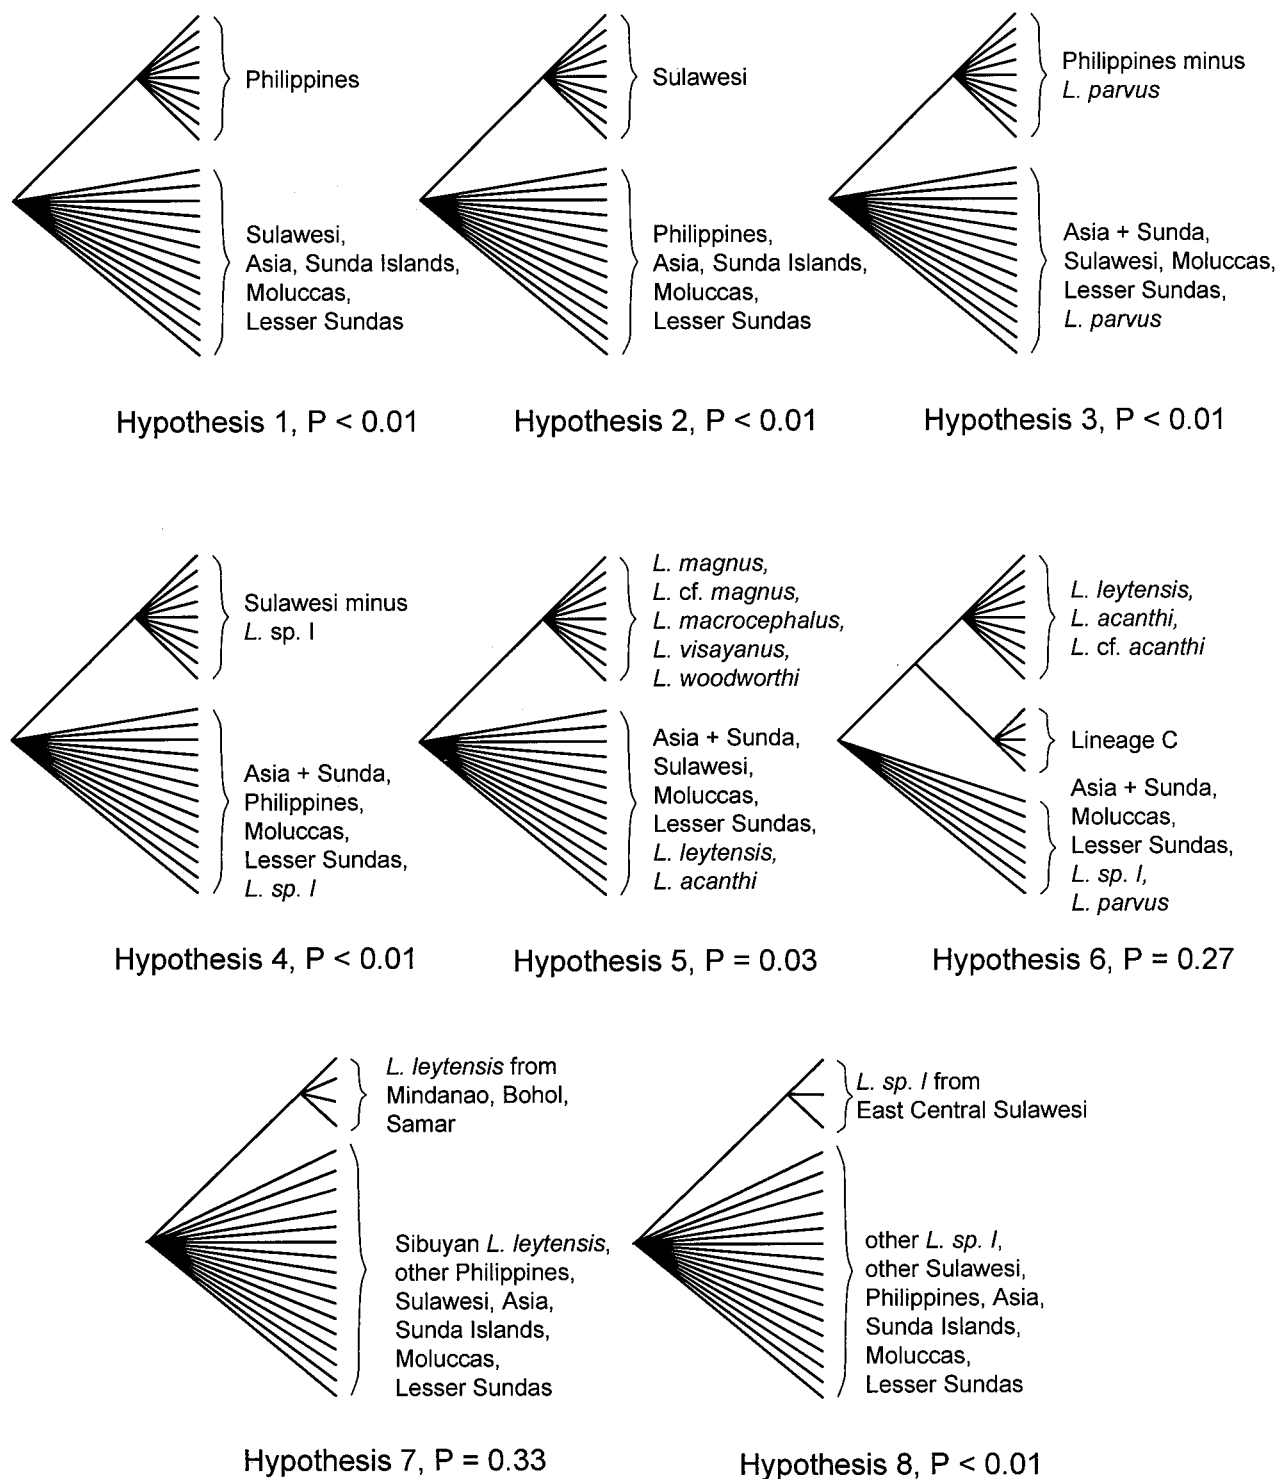 Philippines
Sulawesi,
Asia, Sunda Islands,
Moluccas,
Lesser Sundas
Hypothesis 1, P < 0.01
Sulawesi
Philippines,
Asia, Sunda Islands,
Moluccas,
Lesser Sundas
Hypothesis 2, P < 0.01
Philippines minus
L. parvus
Asia + Sunda,
Sulawesi, Moluccas,
Lesser Sundas,
L. parvus
Hypothesis 3, P < 0.01
Sulawesi minus
L. sp. I
Asia + Sunda,
Philippines,
Moluccas,
Lesser Sundas,
L. sp. I
Hypothesis 4, P < 0.01
L. magnus,
L. cf. magnus,
L. macrocephalus,
L. visayanus,
L. woodworthi
Asia + Sunda,
Sulawesi,
Moluccas,
Lesser Sundas,
L. leytensis,
L. acanthi
Hypothesis 5, P = 0.03
L. leytensis,
L. acanthi,
L. cf. acanthi
Lineage C
Asia + Sunda,
Moluccas,
Lesser Sundas,
L. sp. I,
L. parvus
Hypothesis 6, P = 0.27
L. leytensis from
Mindanao, Bohol,
Samar
Sibuyan L. leytensis,
other Philippines,
Sulawesi, Asia,
Sunda Islands,
Moluccas,
Lesser Sundas
Hypothesis 7, P = 0.33
L. sp. I from
East Central Sulawesi
other L. sp. I,
other Sulawesi,
Philippines, Asia,
Sunda Islands,
Moluccas,
Lesser Sundas
Hypothesis 8, P < 0.01